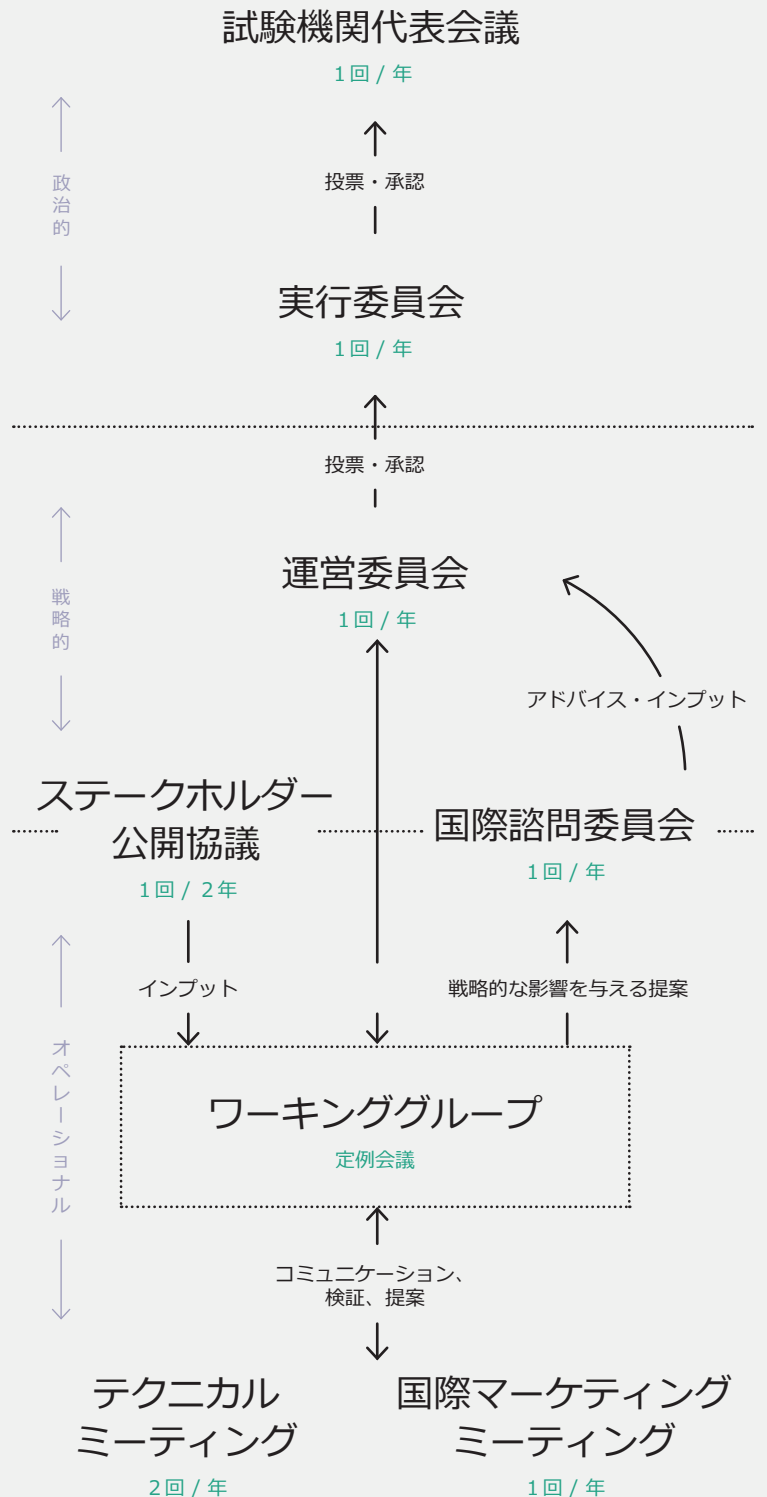 試験機関代表会議
1回 / 年
政治的
投票・承認
実行委員会
1回 / 年
投票・承認
戦略的
運営委員会
1回 / 年
アドバイス・インプット
ステークホルダー
公開協議
1回 / 2年
国際諮問委員会
1回 / 年
インプット
戦略的な影響を与える提案
オペレーショナル
ワーキンググループ
定例会議
コミュニケーション、
検証、提案
テクニカル
ミーティング
2回 / 年
国際マーケティング
ミーティング
1回 / 年